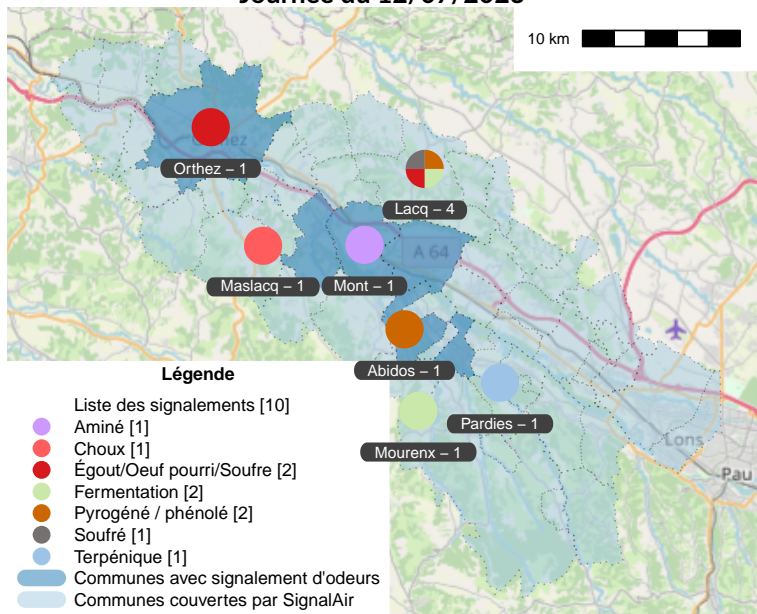 10 km
Orthez – 1
Lacq – 4
A 64
Maslacq – 1
Mont – 1
Abidos – 1
Pardies – 1
Mourenx – 1
Lons
Pau
Légende
Liste des signalements [10]
Aminé [1]
Choux [1]
Égout/Oeuf pourri/Soufre [2]
Fermentation [2]
Pyrogéné / phénolé [2]
Soufré [1]
Terpénique [1]
Communes avec signalement d'odeurs
Communes couvertes par SignalAir